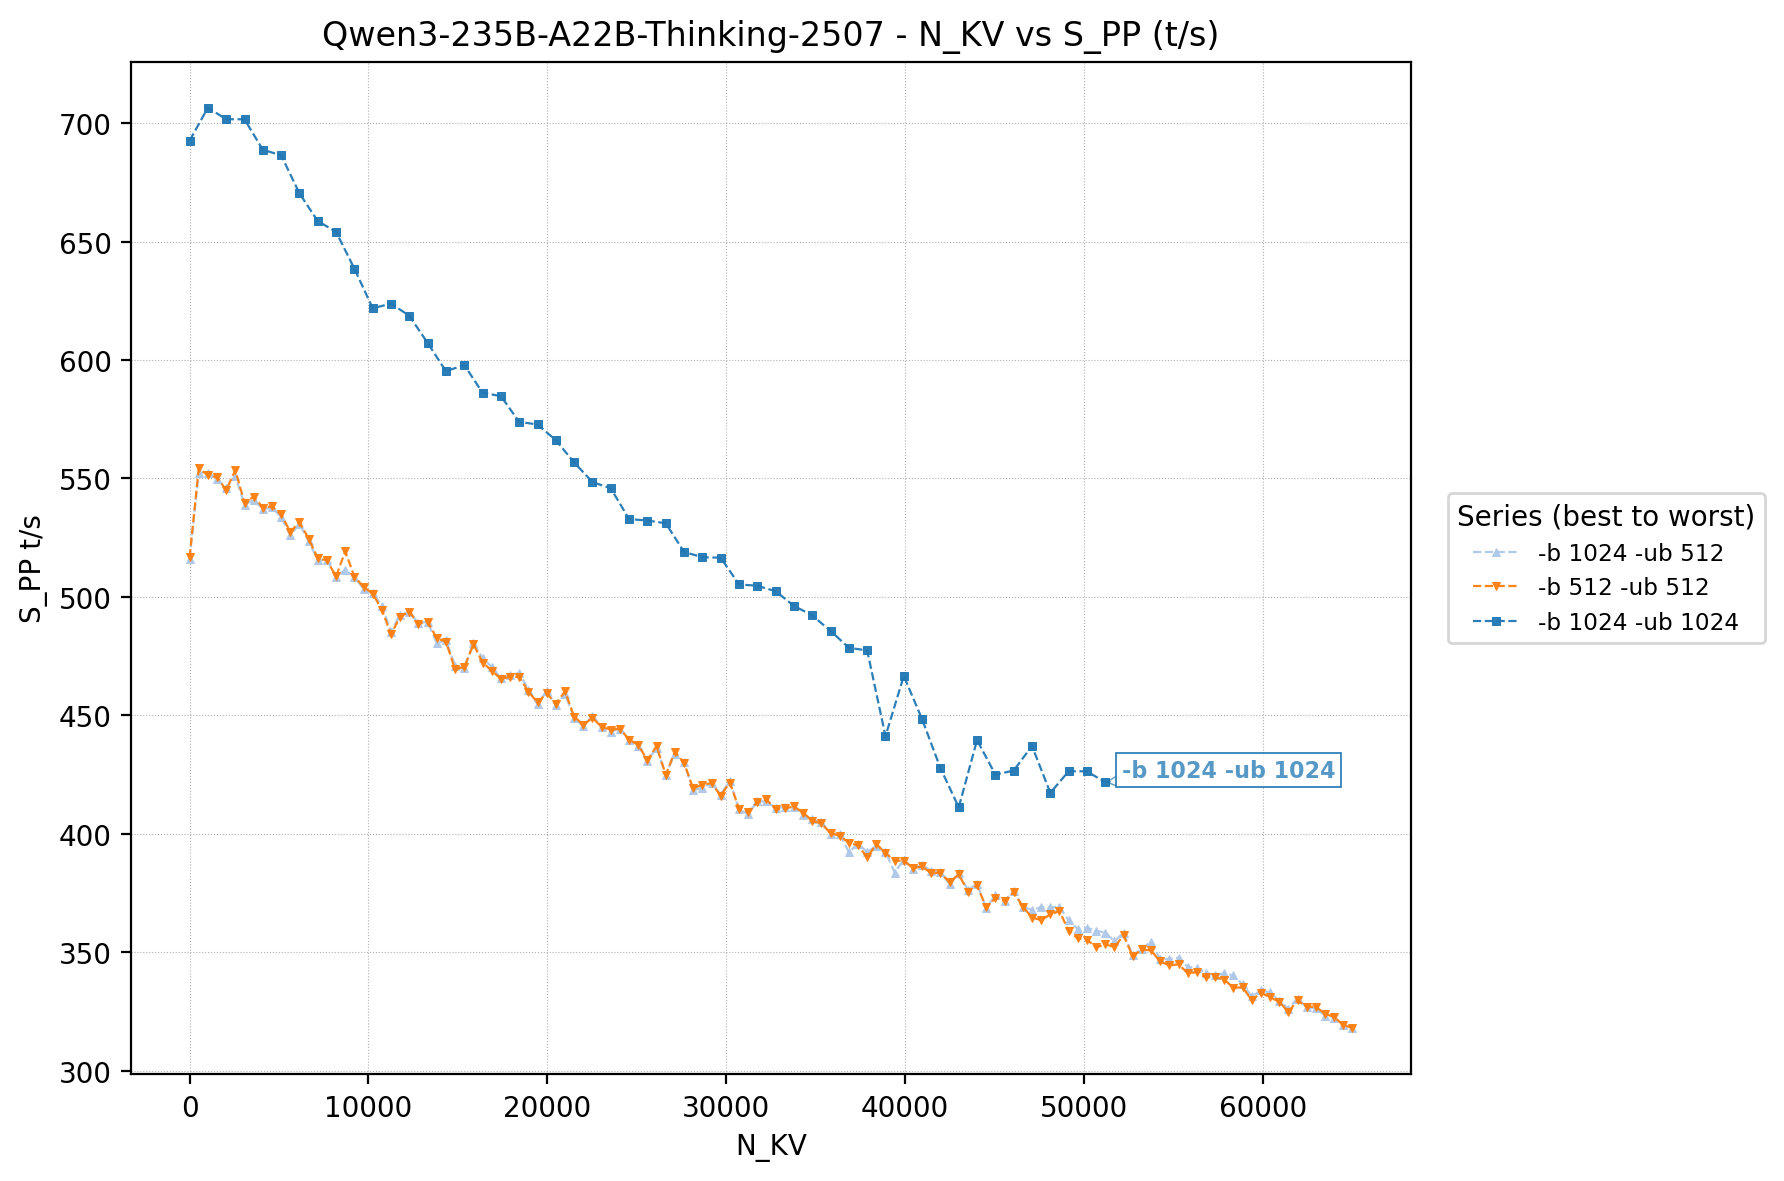 Qwen3-235B-A22B-Thinking-2507 - N_KV vs S_PP (t/s)
S_PP t/s
700
650
600
550
500
450
400
350
300
-b 1024 -ub 1024
0
10000
20000
30000
40000
50000
60000
N_KV
Series (best to worst)
-b 1024 -ub 512
-b 512 -ub 512
-b 1024 -ub 1024